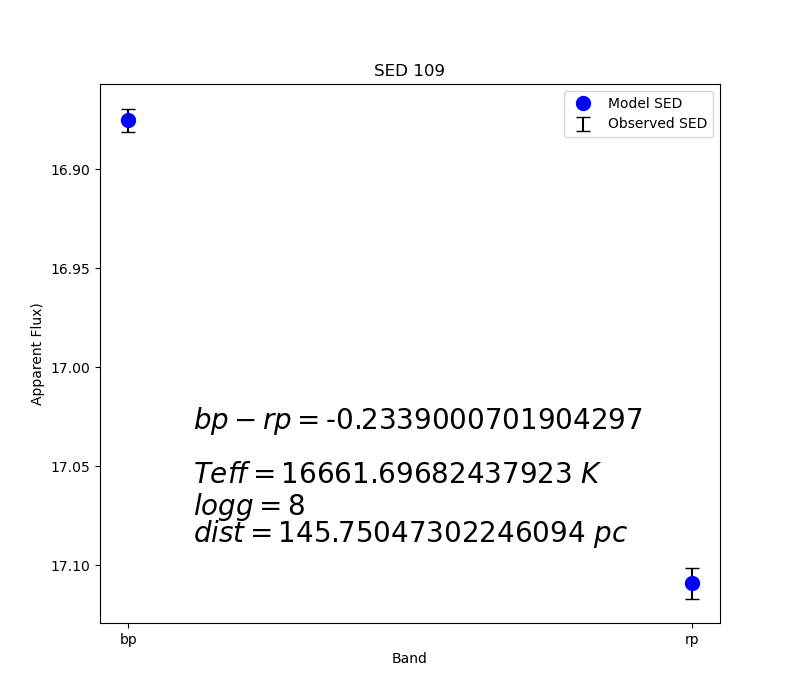 SED 109
Model SED
Observed SED
16.90
16.95
17.00
17.05
17.10
Apparent Flux)
bp − rp = -0.2339000701904297
Teff = 16661.69682437923 K
logg = 8
dist = 145.75047302246094 pc
bp
rp
Band